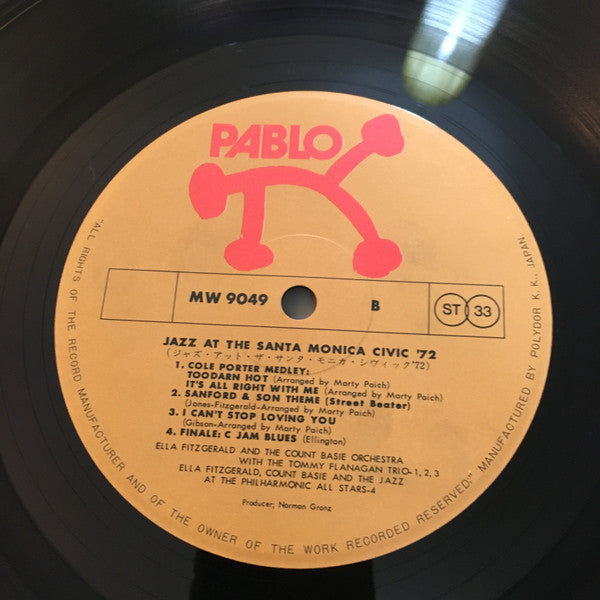 PABLO
MW 9049 B ST 33
JAZZ AT THE SANTA MONICA CIVIC '72
(ジャズ・アット・ザ・サンタ・モニカ・シヴィック'72)
1. COLE PORTER MEDLEY:
TOODARN HOT (Arranged by Marty Paich)
IT'S ALL RIGHT WITH ME (Arranged by Marty Paich)
2. SANFORD & SON THEME (Street Beater)
(Jones-Fitzgerald-Arranged by Marty Paich)
3. I CAN'T STOP LOVING YOU
(Gibson-Arranged by Marty Paich)
4. FINALE: C JAM BLUES (Ellington)
ELLA FITZGERALD AND THE COUNT BASIE ORCHESTRA
WITH THE TOMMY FLANAGAN TRIO-1, 2, 3
ELLA FITZGERALD, COUNT BASIE AND THE JAZZ
AT THE PHILHARMONIC ALL STARS-4
Producer; Norman Granz
"ALL RIGHTS OF THE RECORD MANUFACTURER AND OF THE OWNER OF THE WORK RECORDED RESERVED." MANUFACTURED BY POLYDOR K. K., JAPAN.